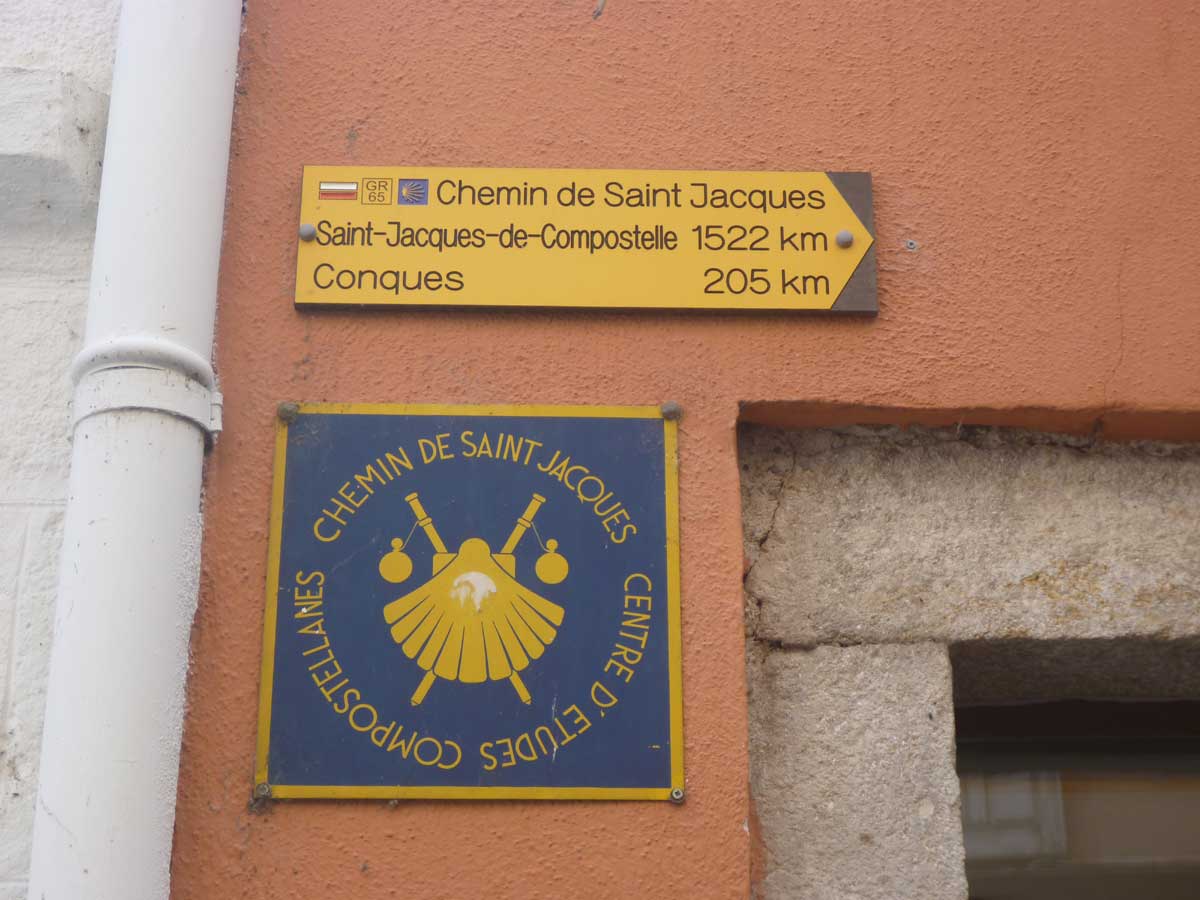 GR
65
Chemin de Saint Jacques
Saint-Jacques-de-Compostelle 1522 km
Conques 205 km
CHEMIN DE SAINT JACQUES
CENTRE D'ETUDES COMPOSTELLANES